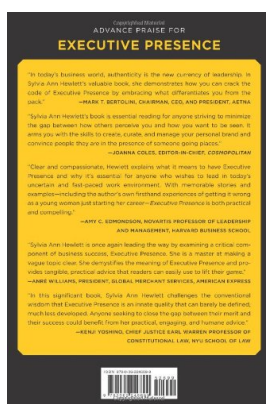 Copyrighted Material
ADVANCE PRAISE FOR
EXECUTIVE PRESENCE
"In today's business world, authenticity is the new currency of leadership. In
Sylvia Ann Hewlett's valuable book, she demonstrates how you can crack the
code of Executive Presence by embracing what differentiates you from the
pack."
—MARK T. BERTOLINI, CHAIRMAN, CEO, AND PRESIDENT, AETNA
"Sylvia Ann Hewlett's book is essential reading for anyone striving to minimize
the gap between how others perceive you and how you want to be seen. It
arms you with the skills to create, curate, and manage your personal brand and
convince people they are in the presence of someone going places."
—JOANNA COLES, EDITOR-IN-CHIEF, COSMOPOLITAN
"Clear and compassionate, Hewlett explains what it means to have Executive
Presence and why it's essential for anyone who wishes to lead in today's
uncertain and fast-paced work environment. With memorable stories and
examples—including the author's own firsthand experiences of getting it wrong
as a young women just starting her career—Executive Presence is both practical
and compelling."
—AMY C. EDMONDSON, NOVARTIS PROFESSOR OF LEADERSHIP
AND MANAGEMENT, HARVARD BUSINESS SCHOOL
"Sylvia Ann Hewlett is once again leading the way by examining a critical com-
ponent of business success, Executive Presence. She is a master at making a
vague topic clear. She demystifies the meaning of Executive Presence and pro-
vides tangible, practical advice that readers can easily use to lift their game."
—ANRÉ WILLIAMS, PRESIDENT, GLOBAL MERCHANT SERVICES, AMERICAN EXPRESS
"In this significant book, Sylvia Ann Hewlett challenges the conventional
wisdom that Executive Presence is an innate quality that can barely be defined,
much less developed. Anyone seeking to close the gap between their merit and
their success could benefit from her practical, engaging, and humane advice."
—KENJI YOSHINO, CHIEF JUSTICE EARL WARREN PROFESSOR OF
CONSTITUTIONAL LAW, NYU SCHOOL OF LAW
Copyrighted Material